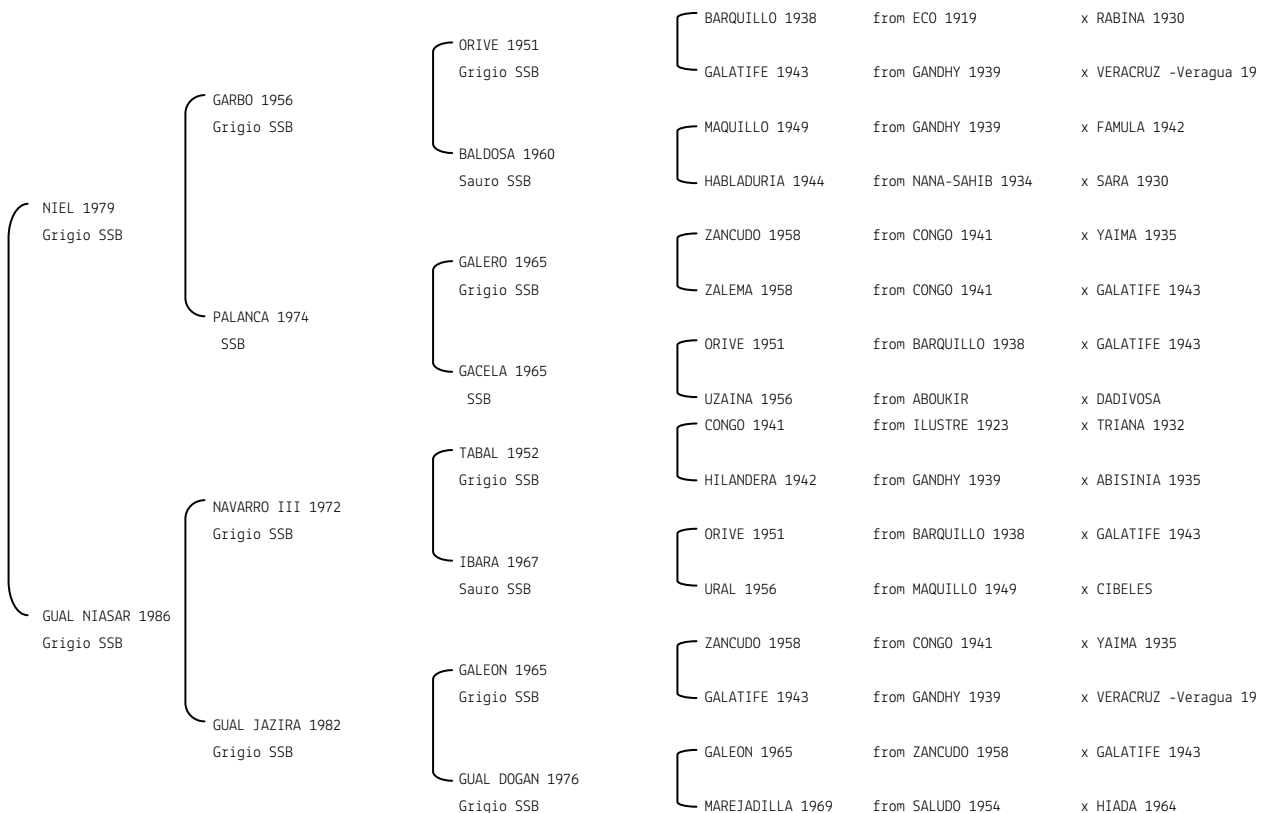 BARQUILLO 1938 from ECO 1919 x RABINA 1930
ORIVE 1951
Grigio SSB GALATIFE 1943 from GANDHY 1939 x VERACRUZ -Veragua 19
GARBO 1956
Grigio SSB MAQUILLO 1949 from GANDHY 1939 x FAMULA 1942
BALDOSA 1960
Sauro SSB HABLADURIA 1944 from NANA-SAHIB 1934 x SARA 1930
NIEL 1979
Grigio SSB ZANCUDO 1958 from CONGO 1941 x YAIMA 1935
GALERO 1965
Grigio SSB ZALEMA 1958 from CONGO 1941 x GALATIFE 1943
PALANCA 1974
SSB ORIVE 1951 from BARQUILLO 1938 x GALATIFE 1943
GACELA 1965
SSB UZAINA 1956 from ABOUKIR x DADIVOSA
CONGO 1941 from ILUSTRE 1923 x TRIANA 1932
TABAL 1952
Grigio SSB HILANDERA 1942 from GANDHY 1939 x ABISINIA 1935
NAVARRO III 1972
Grigio SSB ORIVE 1951 from BARQUILLO 1938 x GALATIFE 1943
IBARA 1967
Sauro SSB URAL 1956 from MAQUILLO 1949 x CIBELES
GUAL NIASAR 1986
Grigio SSB ZANCUDO 1958 from CONGO 1941 x YAIMA 1935
GALEON 1965
Grigio SSB GALATIFE 1943 from GANDHY 1939 x VERACRUZ -Veragua 19
GUAL JAZIRA 1982
Grigio SSB GALEON 1965 from ZANCUDO 1958 x GALATIFE 1943
GUAL DOGAN 1976
Grigio SSB MAREJADILLA 1969 from SALUDO 1954 x HIADA 1964